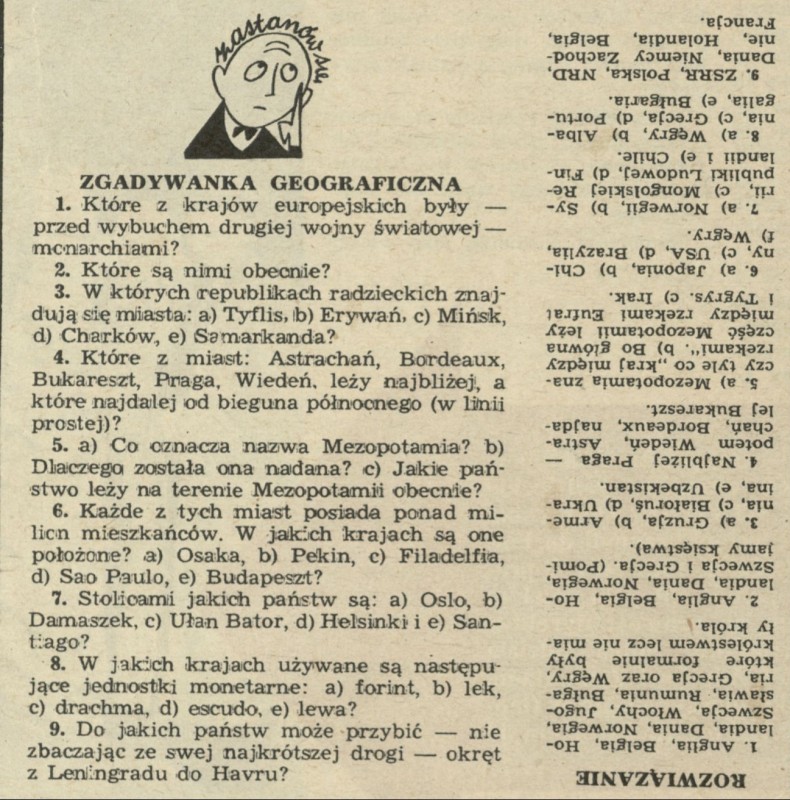 zastanów się
ZGADYWANKA GEOGRAFICZNA
1. Które z krajów europejskich były —
przed wybuchem drugiej wojny światowej —
monarchiami?
2. Które są nimi obecnie?
3. W których republikach radzieckich znaj-
dują się miasta: a) Tyflis, b) Erywań, c) Mińsk,
d) Charków, e) Samarkanda?
4. Które z miast: Astrachań, Bordeaux,
Bukareszt, Praga, Wiedeń, leży najbliżej, a
które najdalej od bieguna północnego (w linii
prostej)?
5. a) Co oznacza nazwa Mezopotamia? b)
Dlaczego została ona nadana? c) Jakie pań-
stwo leży na terenie Mezopotamii obecnie?
6. Każde z tych miast posiada ponad mi-
lion mieszkańców. W jakich krajach są one
położone? a) Osaka, b) Pekin, c) Filadelfia,
d) Sao Paulo, e) Budapeszt?
7. Stolicami jakich państw są: a) Oslo, b)
Damaszek, c) Ułan Bator, d) Helsinki i e) San-
tiago?
8. W jakich krajach używane są następu-
jące jednostki monetarne: a) forint, b) lek,
c) drachma, d) escudo, e) lewa?
9. Do jakich państw może przybić — nie
zbaczając ze swej najkrótszej drogi — okręt
z Leningradu do Havru?
ROZWIĄZANIE
1. Anglia, Belgia, Ho-
landia, Dania, Norwegia,
Szwecja, Włochy, Jugo-
sławia, Rumunia, Bułga-
ria, Grecja oraz Węgry,
które formalnie były
królestwem lecz nie mia-
ły króla.
2. Anglia, Belgia, Ho-
landia, Dania, Norwegia,
Szwecja i Grecja. (Pomi-
jamy księstwa).
3. a) Gruzja, b) Arme-
nia, c) Białoruś, d) Ukra-
ina, e) Uzbekistan.
4. Najbliżej Praga —
potem Wiedeń, Astra-
chań, Bordeaux, najda-
lej Bukareszt.
5. a) Mezopotamia zna-
czy tyle co „kraj między
rzekami". b) Bo główna
część Mezopotamii leży
między rzekami Eufrat
i Tygrys. c) Irak.
6. a) Japonia, b) Chi-
ny, c) USA, d) Brazylia,
f) Węgry.
7. a) Norwegii, b) Sy-
rii, c) Mongolskiej Re-
publiki Ludowej, d) Fin-
landii i e) Chile.
8. a) Węgry, b) Alba-
nia, c) Grecja, d) Portu-
galia, e) Bułgaria.
9. ZSRR, Polska, NRD,
Dania, Niemcy Zachod-
nie, Holandia, Belgia,
Francja.